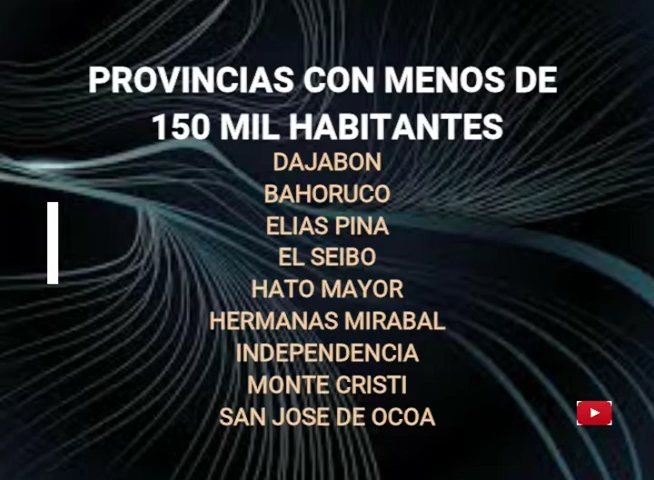 PROVINCIAS CON MENOS DE
150 MIL HABITANTES
DAJABON
BAHORUCO
ELIAS PINA
EL SEIBO
HATO MAYOR
HERMANAS MIRABAL
INDEPENDENCIA
MONTE CRISTI
SAN JOSE DE OCOA